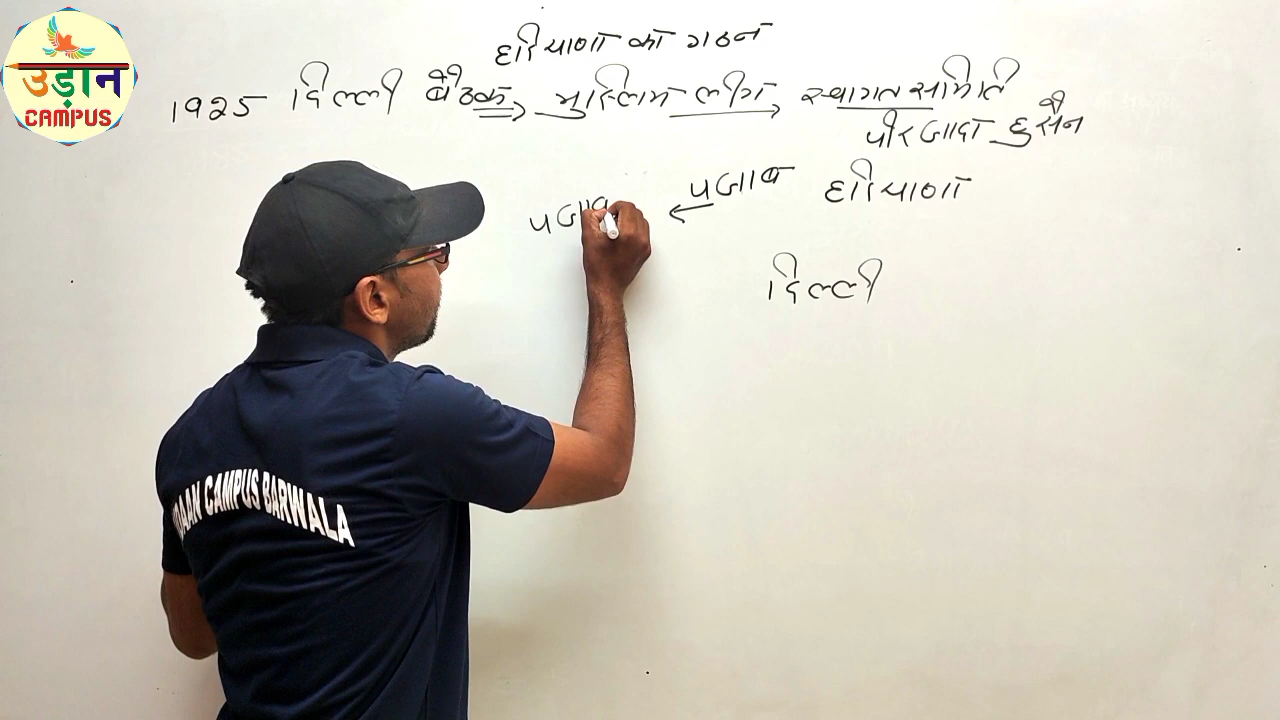 उड़ान
CAMPUS
हरियाणा का गठन
1925 दिल्ली बैठक → मुस्लिम लीग → स्वागत समिति
पीरजादा हुसैन
पंजाब ← पंजाब हरियाणा
दिल्ली
UDAAN CAMPUS BARWALA